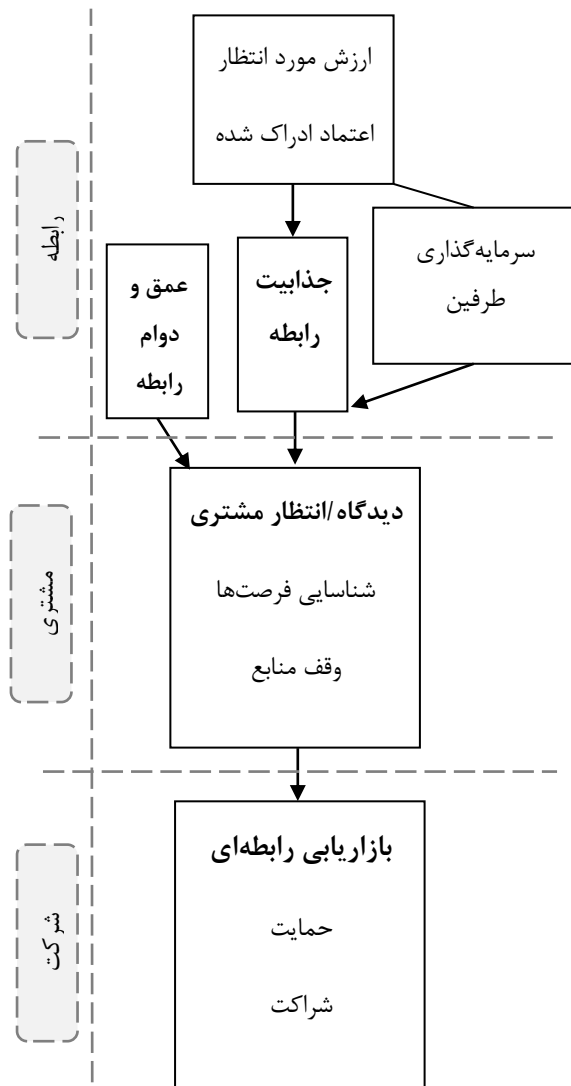 ارزش مورد انتظار
اعتماد ادراک شده
رابطه
سرمایه‌گذاری
طرفین
جذابیت
رابطه
عمق و
دوام
رابطه
مشتری
دیدگاه/انتظار مشتری
شناسایی فرصت‌ها
وقف منابع
شرکت
بازاریابی رابطه‌ای
حمایت
شراکت